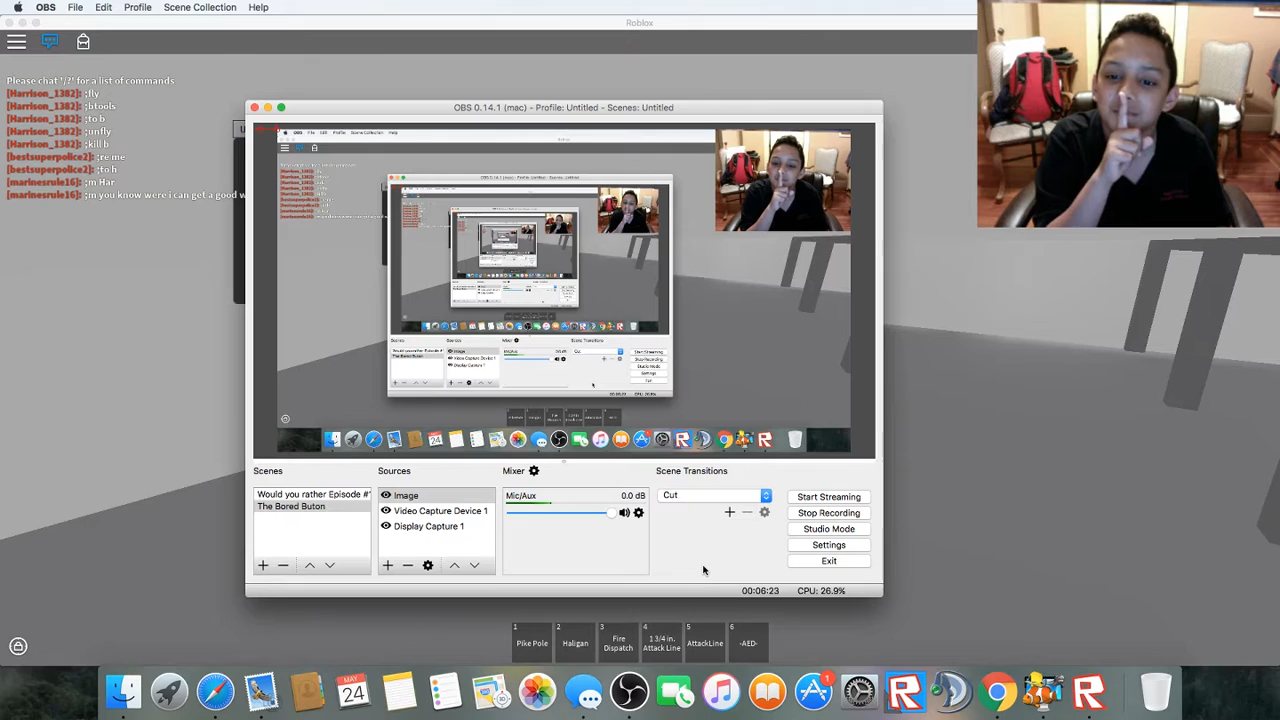 OBS File Edit Profile Scene Collection Help
Roblox
Please chat '/?' for a list of commands
[Harrison_1382]: ;fly
[Harrison_1382]: ;btools
[Harrison_1382]: ;to b
[Harrison_1382]: ;unfly
[Harrison_1382]: ;kill b
[bestsuperpolice2]: ;re me
[bestsuperpolice2]: ;to h
[marinesrule16]: ;m Har
[marinesrule16]: ;m you know were i can get a good w
OBS 0.14.1 (mac) - Profile: Untitled - Scenes: Untitled
Scenes Sources Mixer Scene Transitions
Would you rather Episode #'
The Bored Buton
Image
Video Capture Device 1
Display Capture 1
Mic/Aux 0.0 dB
Cut
Start Streaming
Stop Recording
Studio Mode
Settings
Exit
00:06:23 CPU: 26.9%
1 Pike Pole
2 Haligan
3 Fire Dispatch
4 1 3/4 in. Attack Line
5 AttackLine
6 -AED-
MAY
24
1